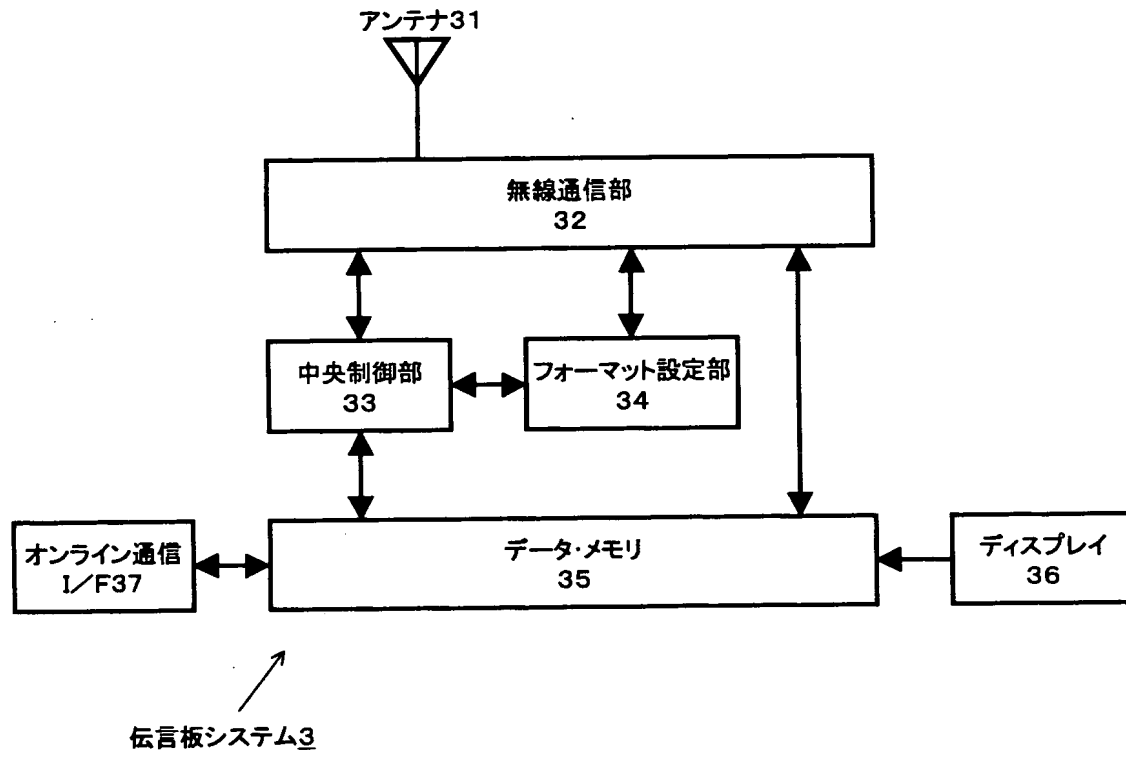 アンテナ31
無線通信部
32
中央制御部
33
フォーマット設定部
34
オンライン通信
I/F37
データ・メモリ
35
ディスプレイ
36
伝言板システム3